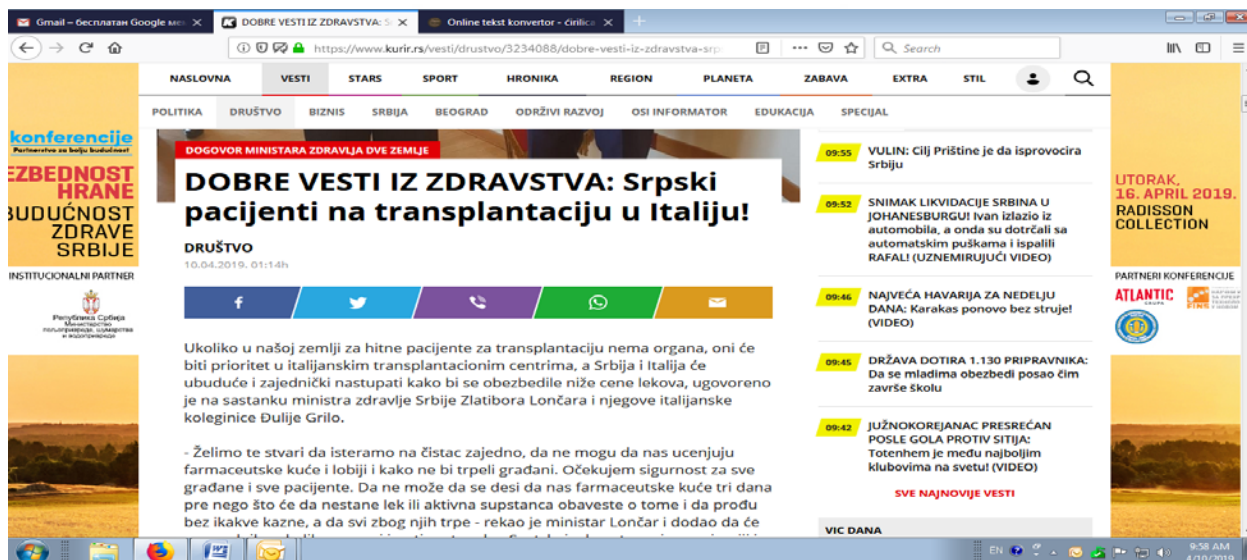 Gmail – бесплатан Google
DOBRE VESTI IZ ZDRAVSTVA: S
Online tekst konvertor - ćirilica
https://www.kurir.rs/vesti/drustvo/3234088/dobre-vesti-iz-zdravstva-srp
Search
NASLOVNA VESTI STARS SPORT HRONIKA REGION PLANETA ZABAVA EXTRA STIL
POLITIKA DRUŠTVO BIZNIS SRBIJA BEOGRAD ODRŽIVI RAZVOJ OSI INFORMATOR EDUKACIJA SPECIJAL
konferencije
Partnerstvo za bolju budućnost
EZBEDNOST
HRANE
BUDUĆNOST
ZDRAVE
SRBIJE
INSTITUCIONALNI PARTNER
Република Србија
Министарство
пољопривреде, шумарства
и водопривреде
DOGOVOR MINISTARA ZDRAVLJA DVE ZEMLJE
DOBRE VESTI IZ ZDRAVSTVA: Srpski
pacijenti na transplantaciju u Italiju!
DRUŠTVO
10.04.2019. 01:14h
Ukoliko u našoj zemlji za hitne pacijente za transplantaciju nema organa, oni će
biti prioritet u italijanskim transplantacionim centrima, a Srbija i Italija će
ubuduće i zajednički nastupati kako bi se obezbedile niže cene lekova, ugovoreno
je na sastanku ministra zdravlje Srbije Zlatibora Lončara i njegove italijanske
koleginice Đulije Grilo.
- Želimo te stvari da isteramo na čistac zajedno, da ne mogu da nas ucenjuju
farmaceutske kuće i lobiji i kako ne bi trpeli građani. Očekujem sigurnost za sve
građane i sve pacijente. Da ne može da se desi da nas farmaceutske kuće tri dana
pre nego što će da nestane lek ili aktivna supstanca obaveste o tome i da prođu
bez ikakve kazne, a da svi zbog njih trpe - rekao je ministar Lončar i dodao da će
09:55 VULIN: Cilj Prištine je da isprovocira
Srbiju
09:52 SNIMAK LIKVIDACIJE SRBINA U
JOHANESBURGU! Ivan izlazio iz
automobila, a onda su dotrčali sa
automatskim puškama i ispalili
RAFAL! (UZNEMIRUJUĆI VIDEO)
09:46 NAJVEĆA HAVARIJA ZA NEDELJU
DANA: Karakas ponovo bez struje!
(VIDEO)
09:45 DRŽAVA DOTIRA 1.130 PRIPRAVNIKA:
Da se mladima obezbedi posao čim
završe školu
09:42 JUŽNOKOREJANAC PRESREĆAN
POSLE GOLA PROTIV SITIJA:
Totenhem je među najboljim
klubovima na svetu! (VIDEO)
SVE NAJNOVIJE VESTI
VIC DANA
UTORAK,
16. APRIL 2019.
RADISSON
COLLECTION
PARTNERI KONFERENCIJE
ATLANTIC
GRUPA
EN
9:58 AM
4/10/2019